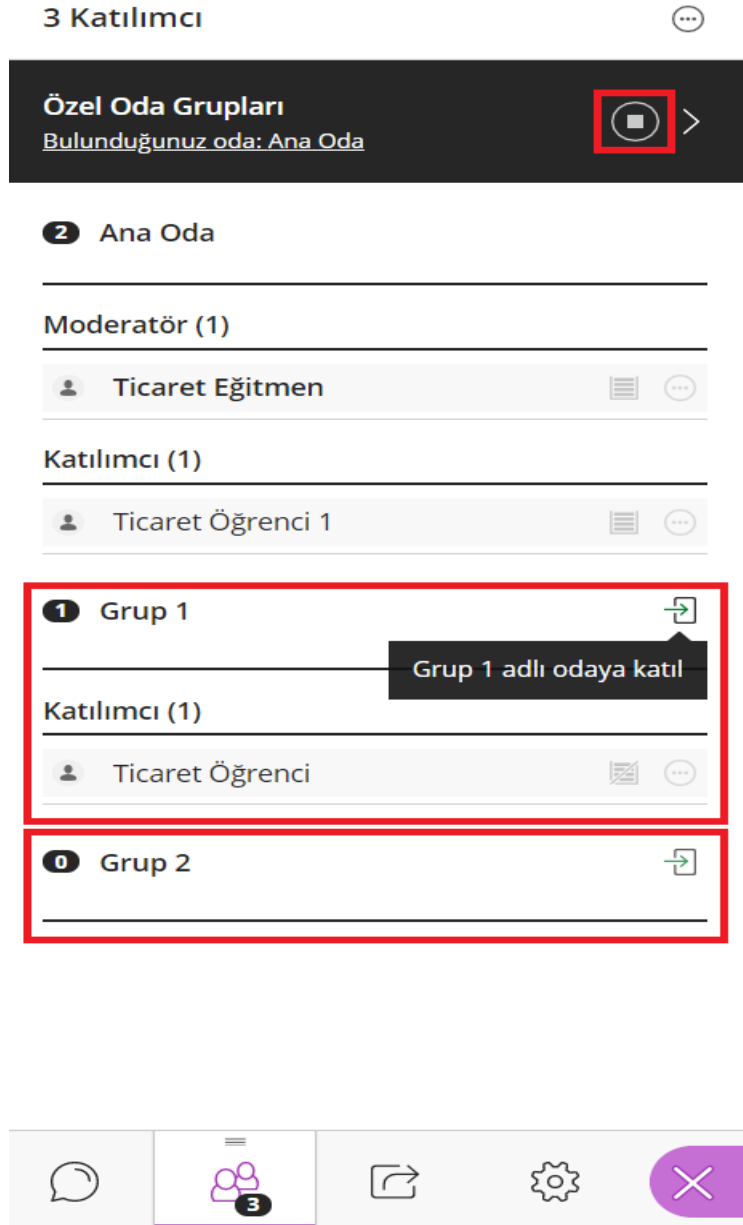 3 Katılımcı
Özel Oda Grupları
Bulunduğunuz oda: Ana Oda
2 Ana Oda
Moderatör (1)
Ticaret Eğitmen
Katılımcı (1)
Ticaret Öğrenci 1
1 Grup 1
Grup 1 adlı odaya katıl
Katılımcı (1)
Ticaret Öğrenci
0 Grup 2
3